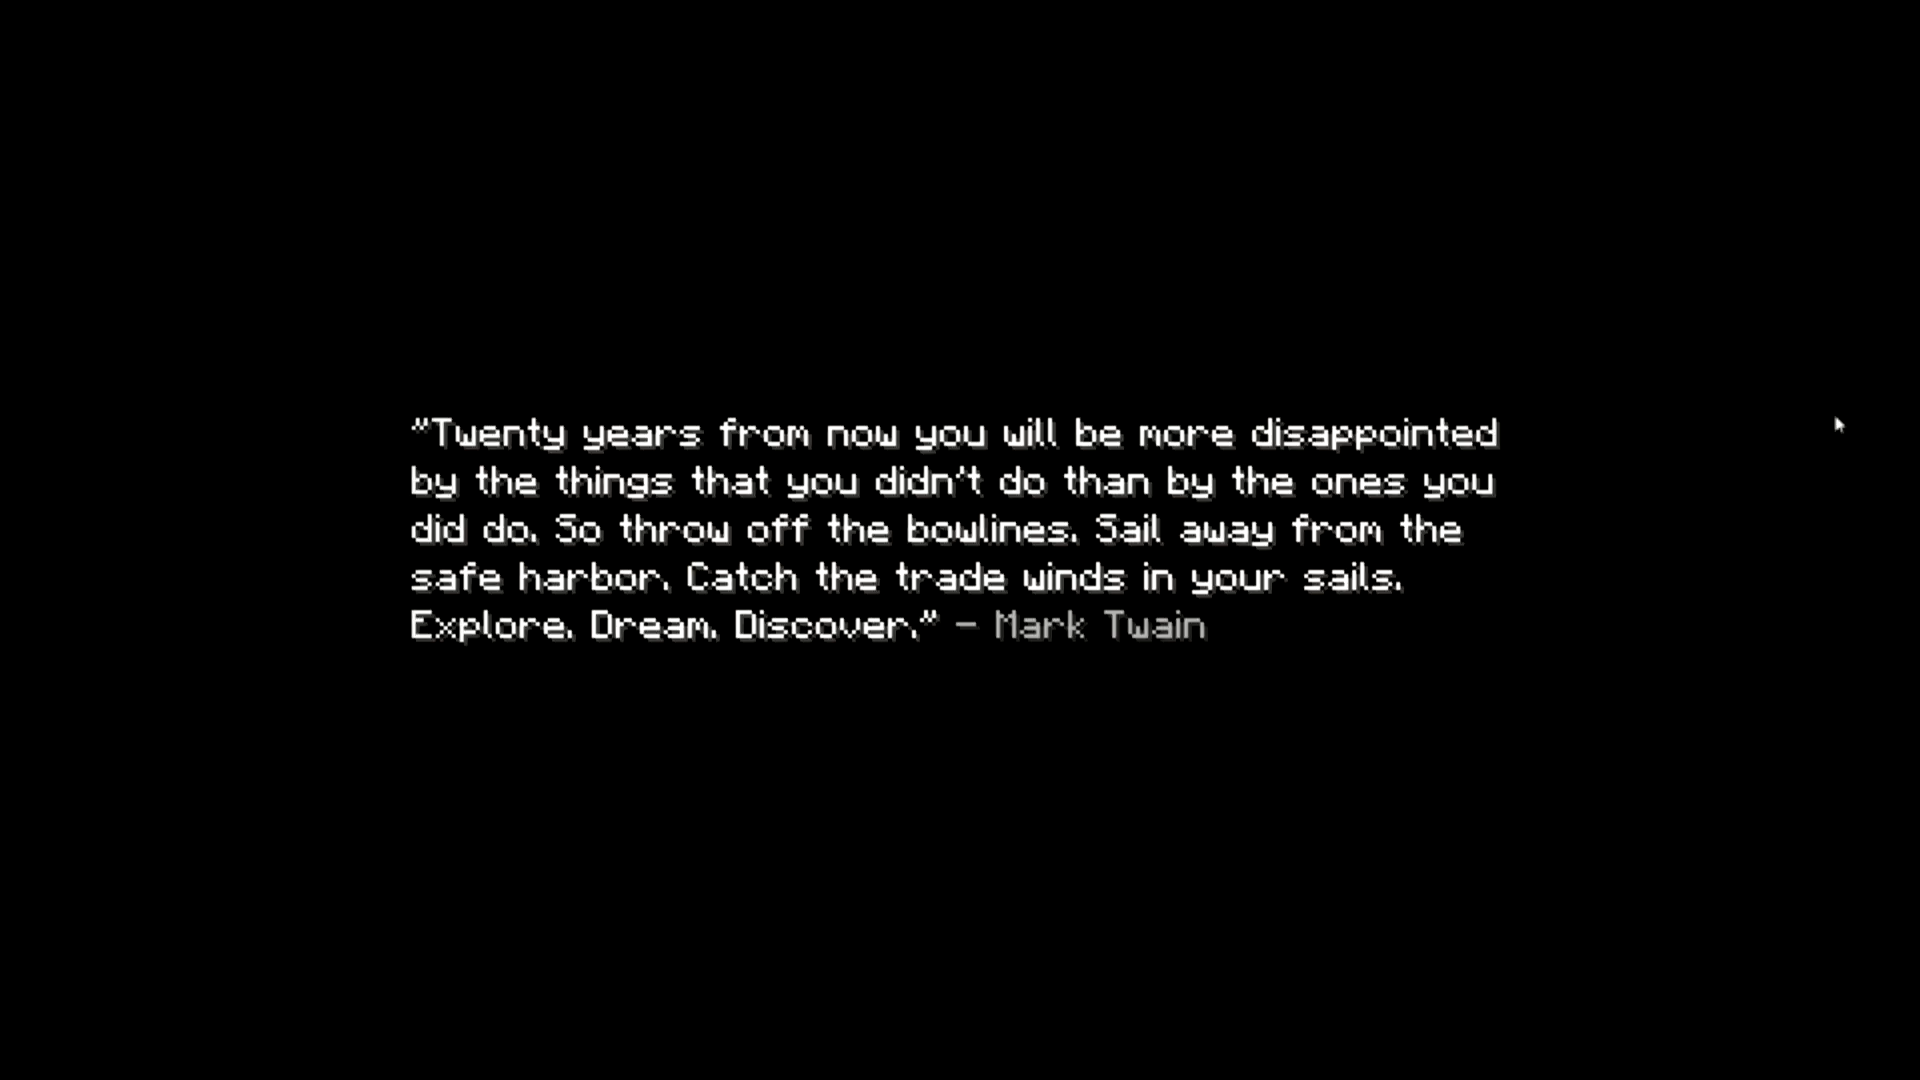 "Twenty years from now you will be more disappointed
by the things that you didn't do than by the ones you
did do. So throw off the bowlines. Sail away from the
safe harbor. Catch the trade winds in your sails.
Explore. Dream. Discover." - Mark Twain